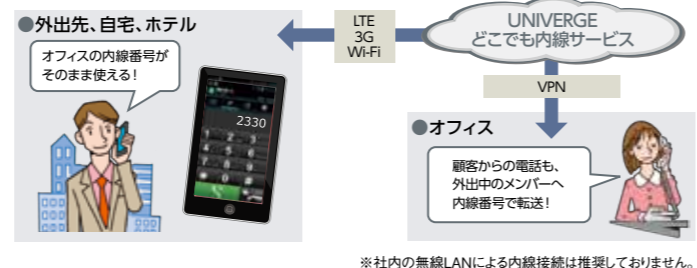 ●外出先、自宅、ホテル
オフィスの内線番号が
そのまま使える！
2330
LTE
3G
Wi-Fi
UNIVERGE
どこでも内線サービス
VPN
●オフィス
顧客からの電話も、
外出中のメンバーへ
内線番号で転送！
※社内の無線LANによる内線接続は推奨しておりません。